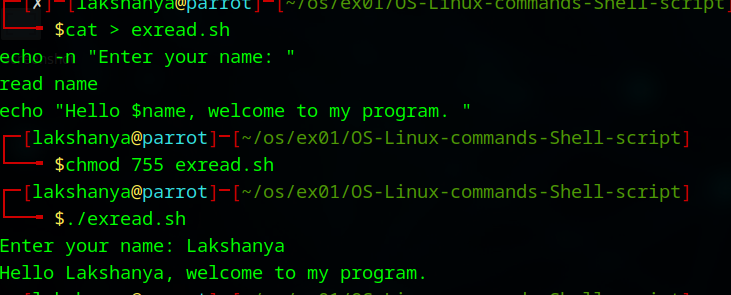 [✗]─[lakshanya@parrot]─[~/os/ex01/OS-Linux-commands-Shell-script]
$cat > exread.sh
echo -n "Enter your name: "
read name
echo "Hello $name, welcome to my program. "
[lakshanya@parrot]─[~/os/ex01/OS-Linux-commands-Shell-script]
$chmod 755 exread.sh
[lakshanya@parrot]─[~/os/ex01/OS-Linux-commands-Shell-script]
$./exread.sh
Enter your name: Lakshanya
Hello Lakshanya, welcome to my program.